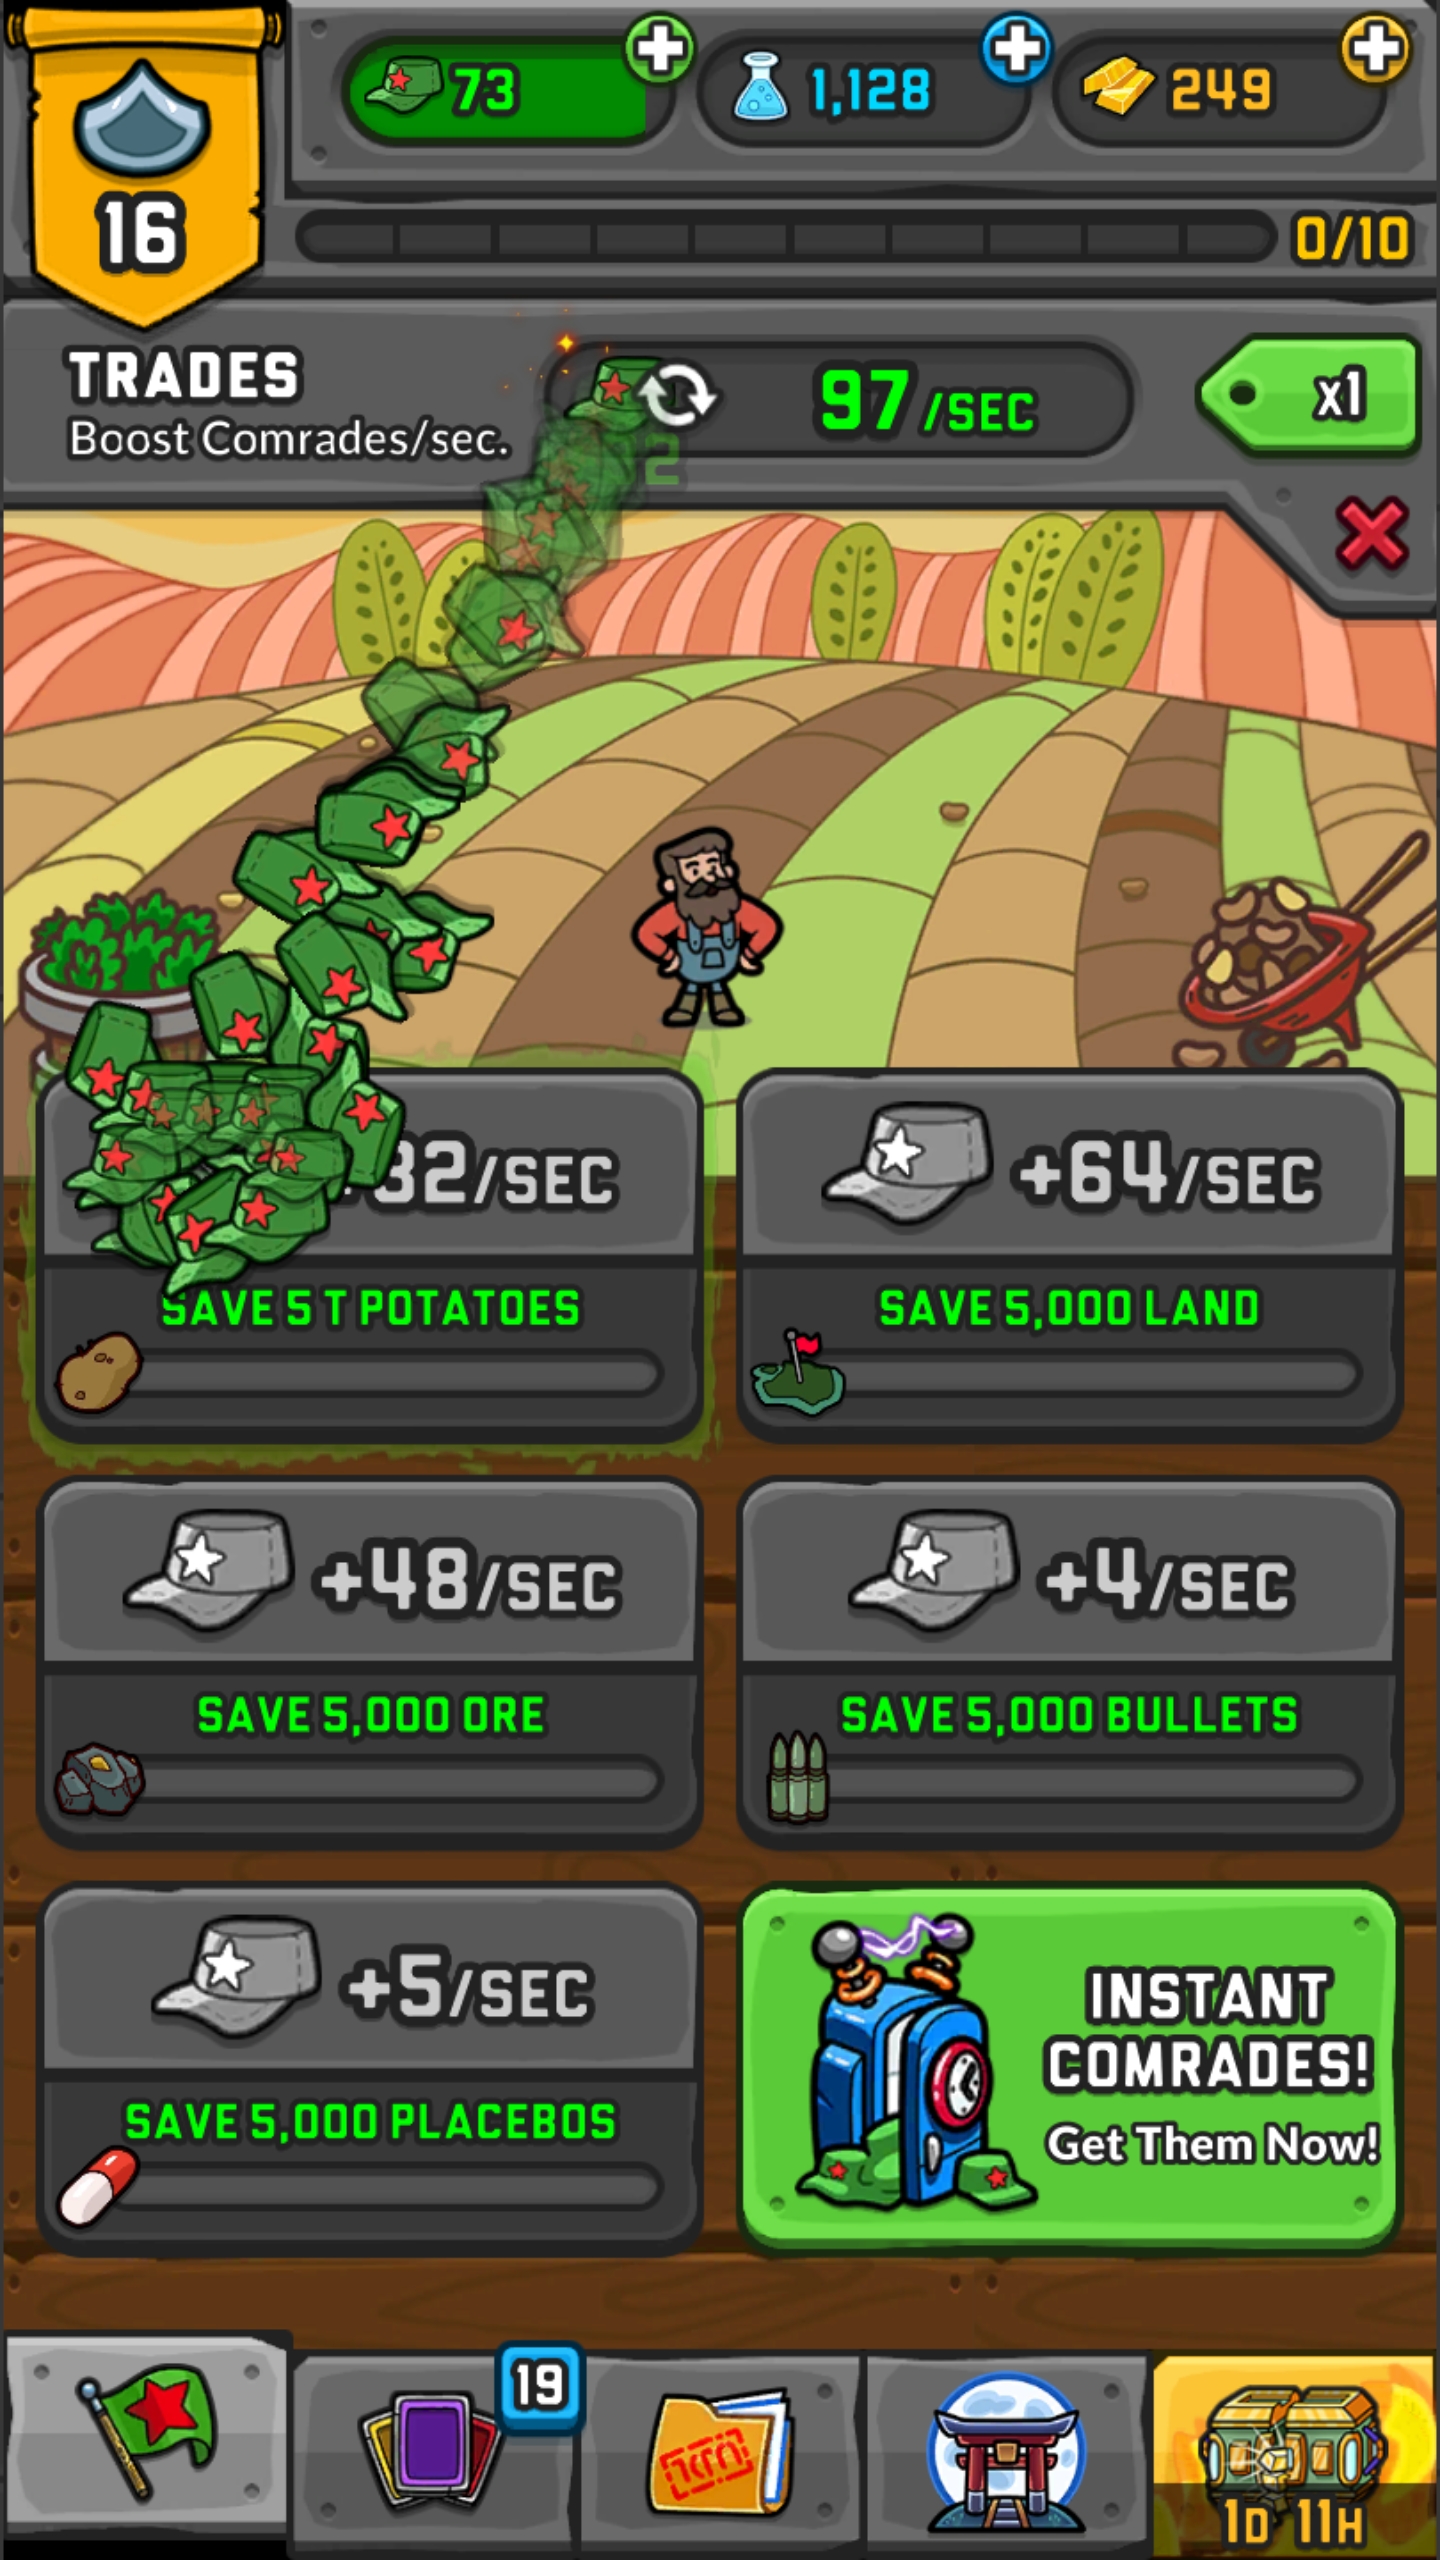 73
1,128
249
16
0/10
TRADES
Boost Comrades/sec.
97/SEC
x1
2
32/SEC
+64/SEC
SAVE 5 T POTATOES
SAVE 5,000 LAND
+48/SEC
+4/SEC
SAVE 5,000 ORE
SAVE 5,000 BULLETS
+5/SEC
INSTANT
COMRADES!
Get Them Now!
SAVE 5,000 PLACEBOS
19
1D 11H